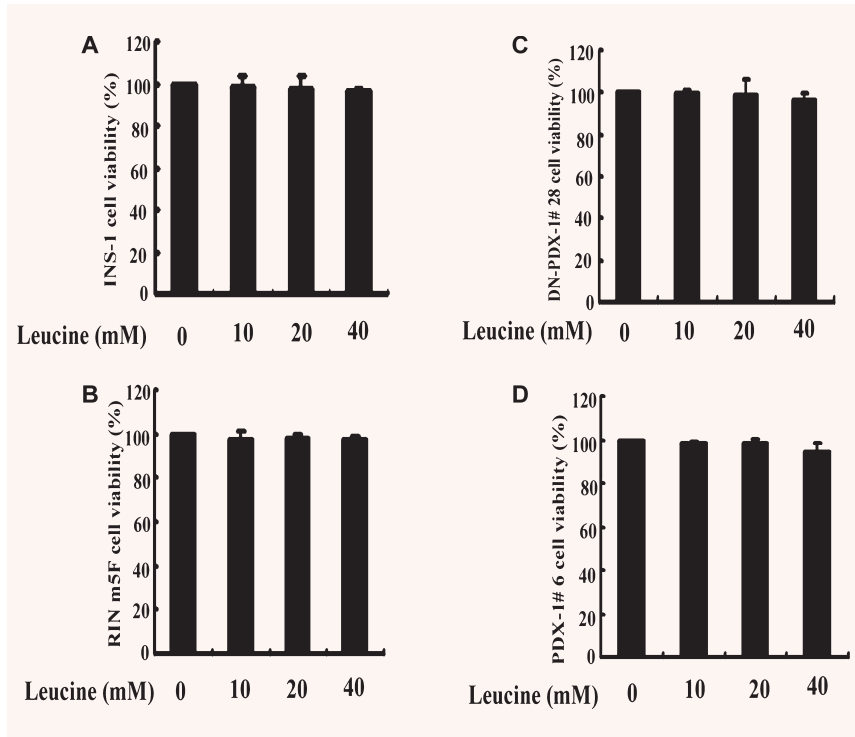 A
120
100
80
60
40
20
0
INS-1 cell viability (%)
Leucine (mM) 0 10 20 40
C
120
100
80
60
40
20
0
DN-PDX-1# 28 cell viability (%)
Leucine (mM) 0 10 20 40
B
120
100
80
60
40
20
0
RIN m5F cell viability (%)
Leucine (mM) 0 10 20 40
D
120
100
80
60
40
20
0
PDX-1# 6 cell viability (%)
Leucine (mM) 0 10 20 40